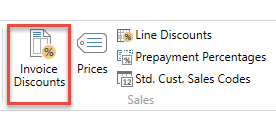 Invoice
Discounts
Prices
Line Discounts
Prepayment Percentages
Std. Cust. Sales Codes
Sales